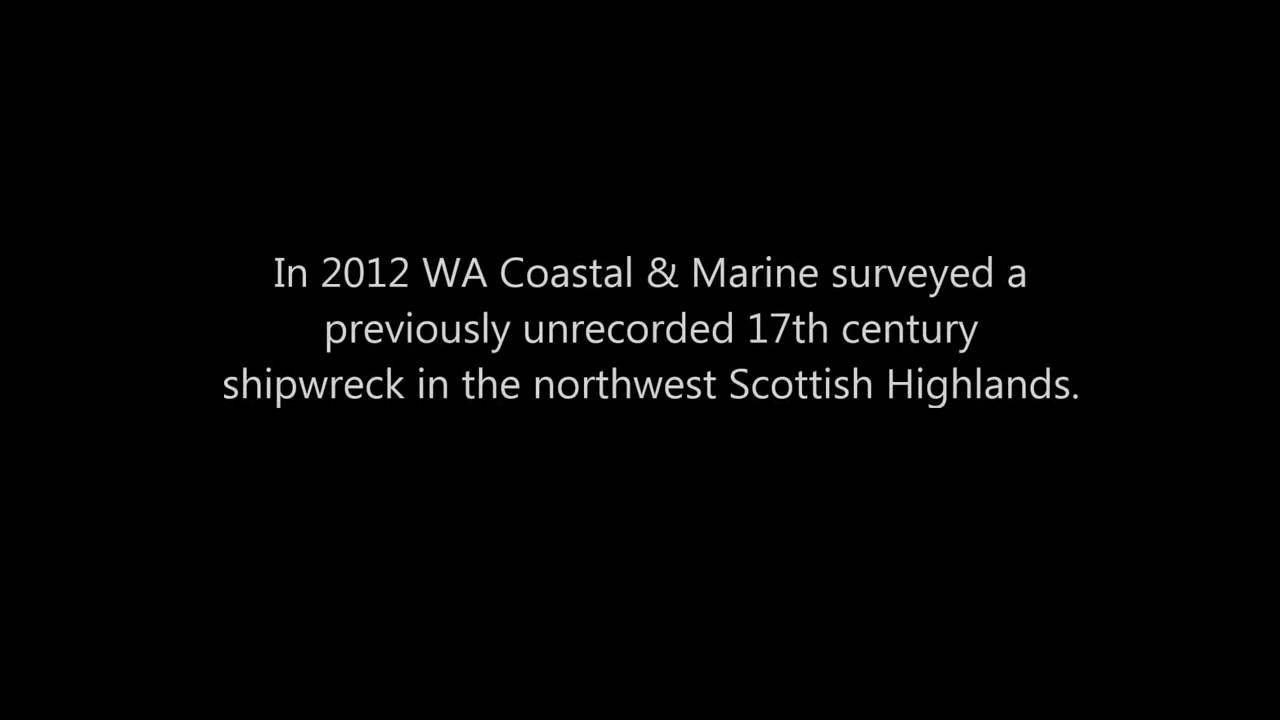 In 2012 WA Coastal & Marine surveyed a
previously unrecorded 17th century
shipwreck in the northwest Scottish Highlands.